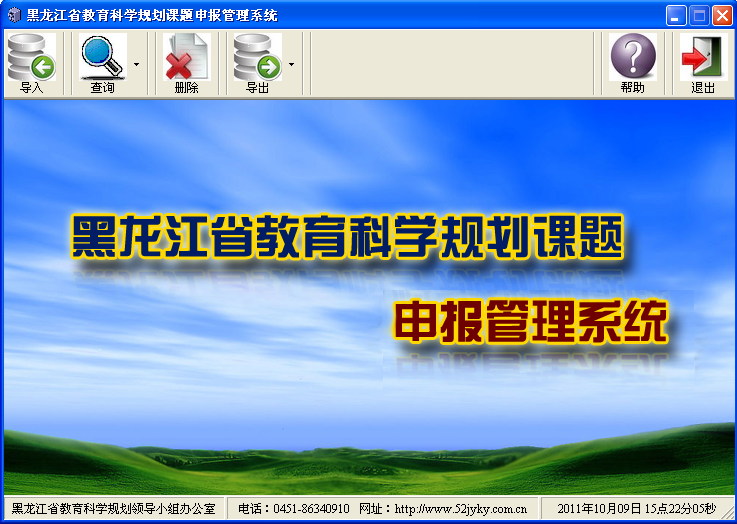 黑龙江省教育科学规划课题申报管理系统
导入 查询 删除 导出 帮助 退出
黑龙江省教育科学规划课题
申报管理系统
黑龙江省教育科学规划领导小组办公室 电话：0451-86340910 网址：http://www.52jyky.com.cn 2011年10月09日 15点22分05秒